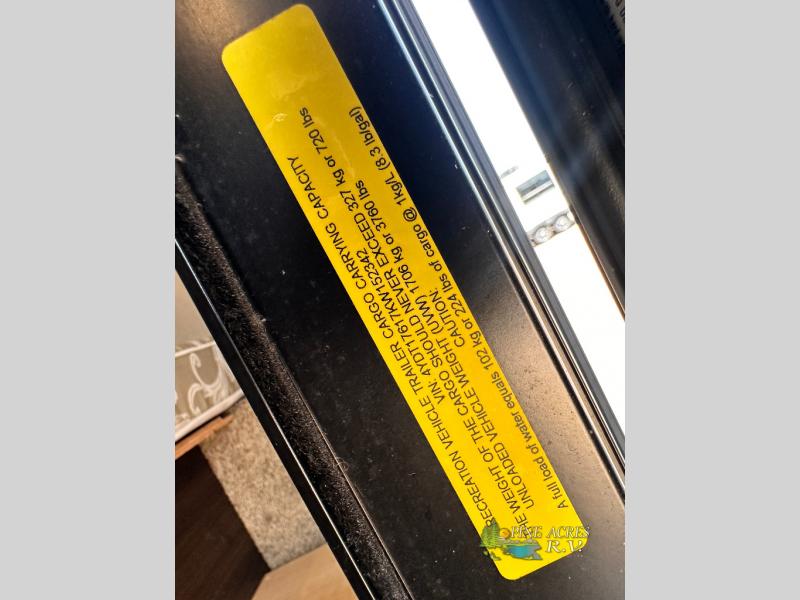 RECREATION VEHICLE TRAILER CARGO CARRYING CAPACITY
VIN: 4YDT17617KW152342
THE WEIGHT OF THE CARGO SHOULD NEVER EXCEED 327 kg or 720 lbs
UNLOADED VEHICLE WEIGHT (UVW) 1706 kg or 3760 lbs
CAUTION:
A full load of water equals 102 kg or 224 lbs of cargo @ 1kg/L (8.3 lb/gal)
PINE ACRES
R.V.